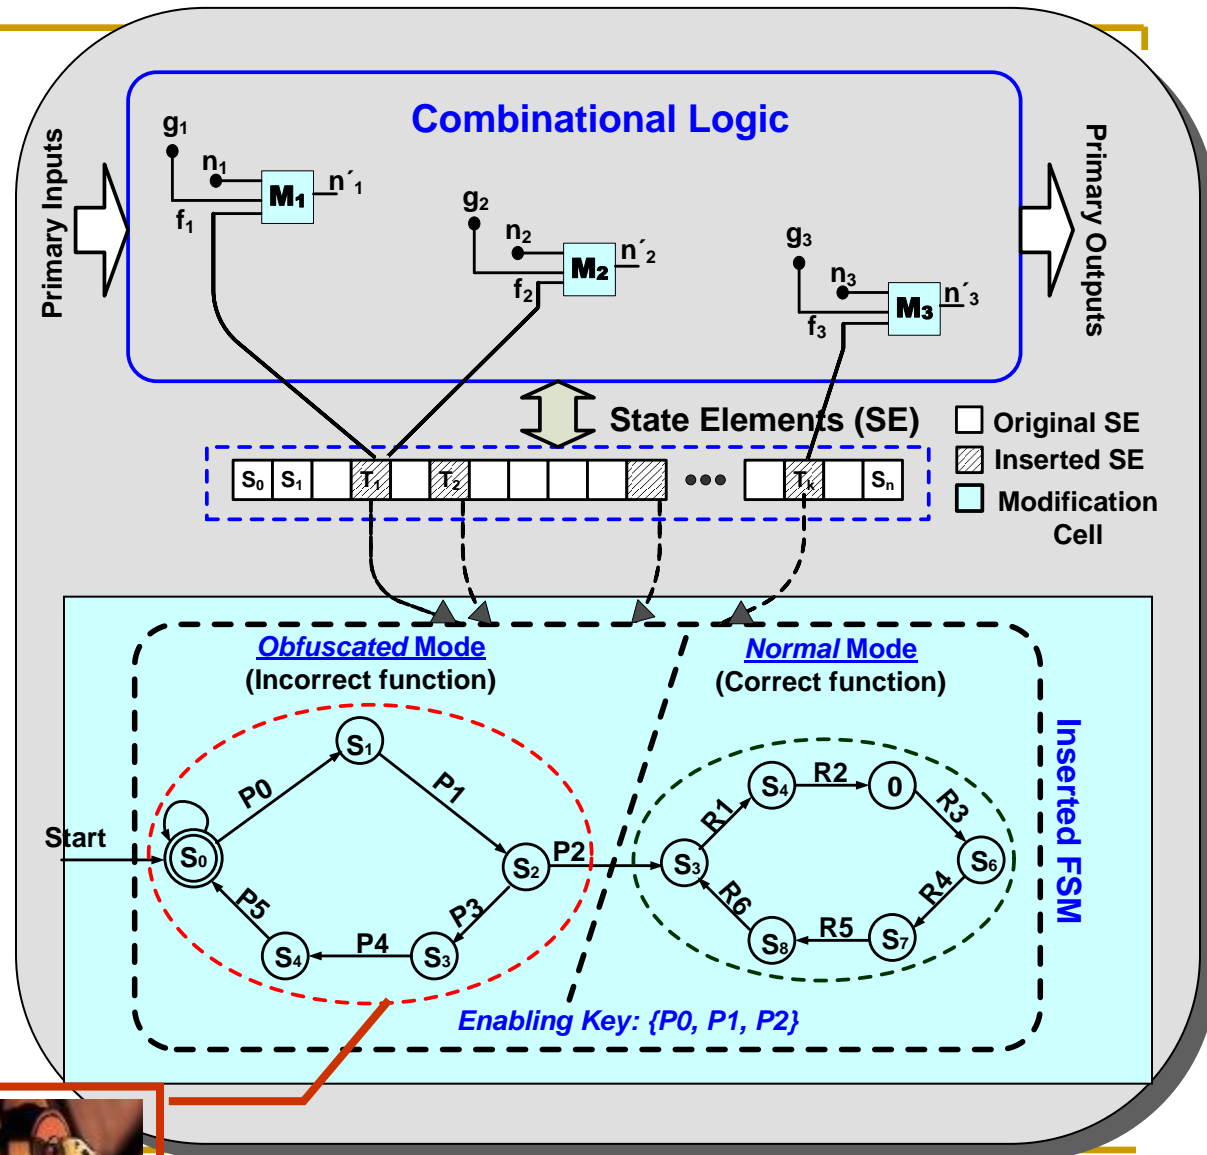 Combinational Logic
Primary Inputs
Primary Outputs
g1
n1
M1
n´1
f1
g2
n2
M2
n´2
f2
g3
n3
M3
n´3
f3
State Elements (SE)
Original SE
Inserted SE
Modification
Cell
S0 S1 T1 T2 Tk Sn
Obfuscated Mode
(Incorrect function)
Normal Mode
(Correct function)
Inserted FSM
Start
S0
P0
S1
P1
S2
P2
P3
S3
P4
S4
P5
S3
R1
S4
R2
0
R3
S6
R4
S7
R5
S8
R6
Enabling Key: {P0, P1, P2}